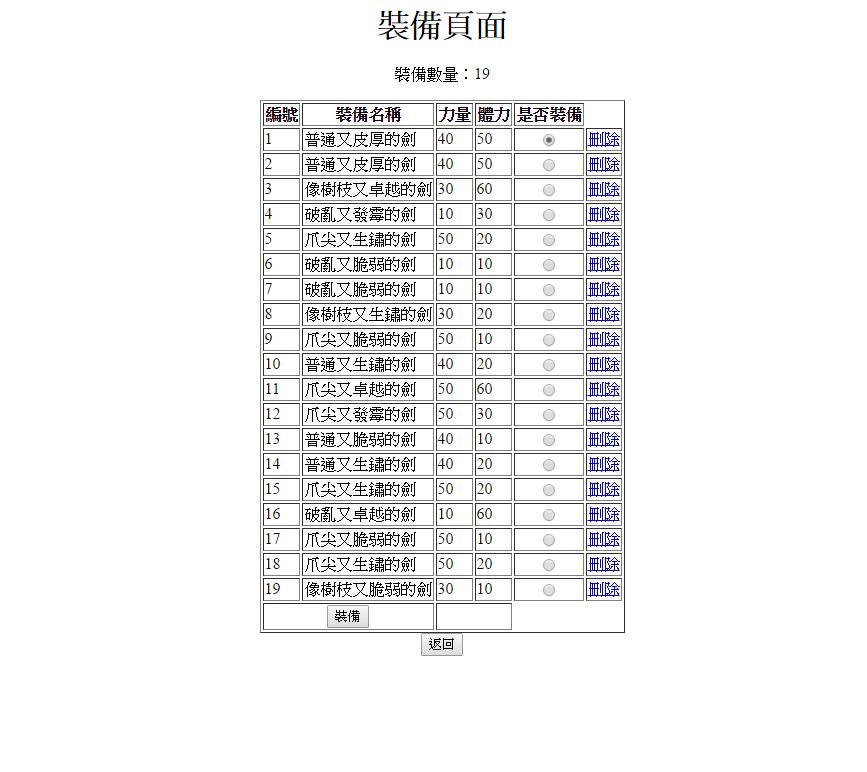 裝備頁面
裝備數量：19
編號 裝備名稱 力量 體力 是否裝備
1 普通又皮厚的劍 40 50 刪除
2 普通又皮厚的劍 40 50 刪除
3 像樹枝又卓越的劍 30 60 刪除
4 破亂又發霉的劍 10 30 刪除
5 爪尖又生鏽的劍 50 20 刪除
6 破亂又脆弱的劍 10 10 刪除
7 破亂又脆弱的劍 10 10 刪除
8 像樹枝又生鏽的劍 30 20 刪除
9 爪尖又脆弱的劍 50 10 刪除
10 普通又生鏽的劍 40 20 刪除
11 爪尖又卓越的劍 50 60 刪除
12 爪尖又發霉的劍 50 30 刪除
13 普通又脆弱的劍 40 10 刪除
14 普通又生鏽的劍 40 20 刪除
15 爪尖又生鏽的劍 50 20 刪除
16 破亂又卓越的劍 10 60 刪除
17 爪尖又脆弱的劍 50 10 刪除
18 爪尖又生鏽的劍 50 20 刪除
19 像樹枝又脆弱的劍 30 10 刪除
裝備
返回